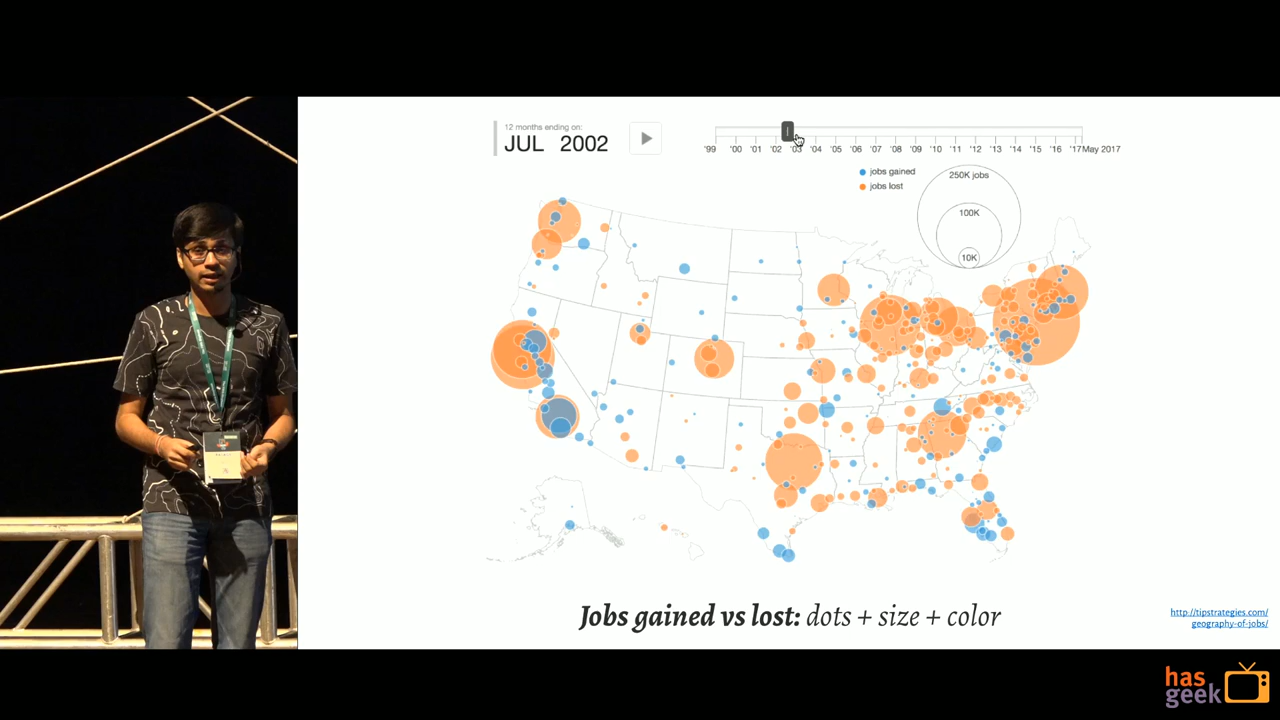 12 months ending on:
JUL 2002
'99 '00 '01 '02 '03 '04 '05 '06 '07 '08 '09 '10 '11 '12 '13 '14 '15 '16 '17 May 2017
jobs gained
jobs lost
250K jobs
100K
10K
Jobs gained vs lost: dots + size + color
http://tipstrategies.com/
geography-of-jobs/
has
geek